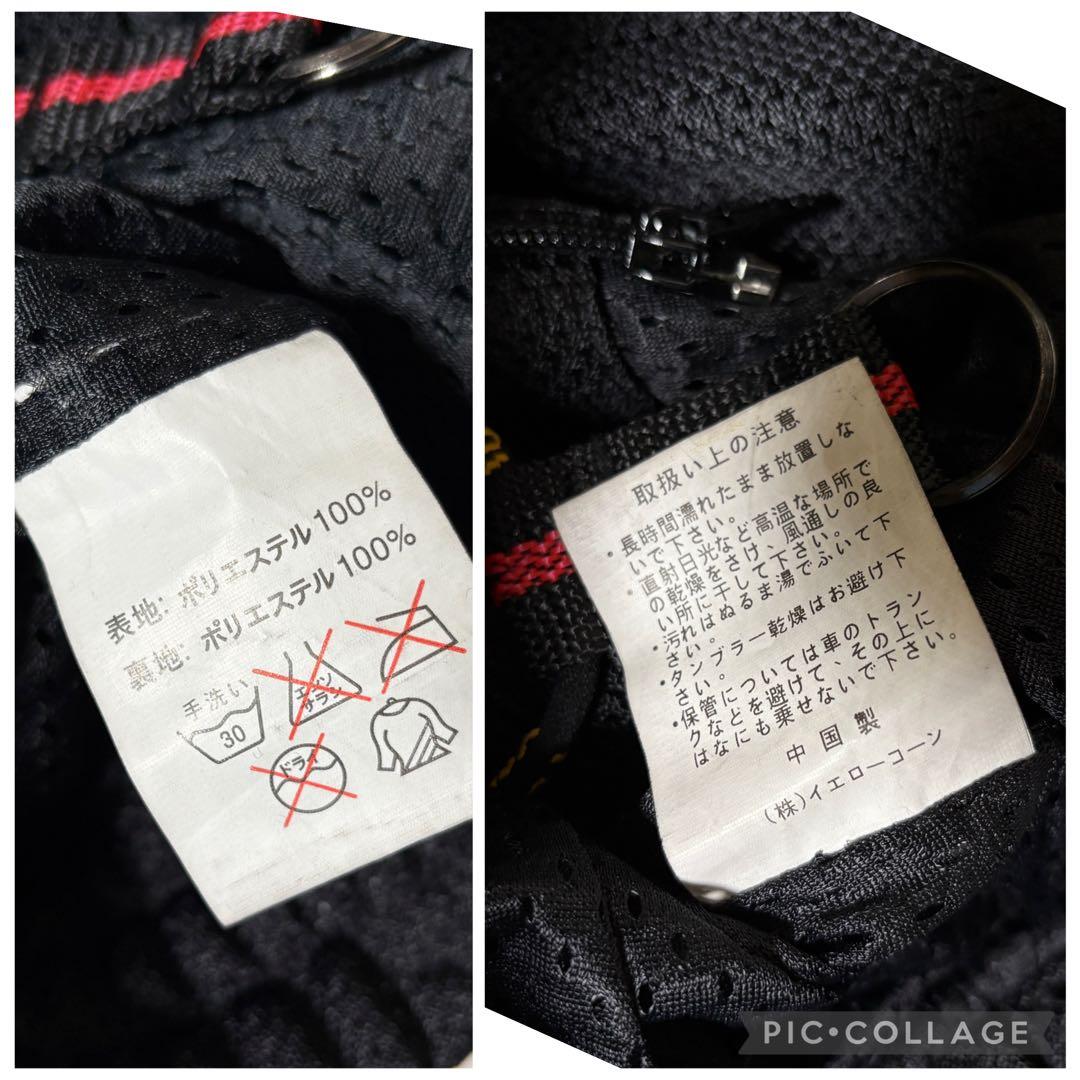 表地: ポリエステル100%
裏地: ポリエステル100%
手洗い
30
エンソ
サラシ
ドライ
取扱い上の注意
・長時間濡れたまま放置しな
いで下さい。
・直射日光など高温な場所で
の乾燥をさけ、風通しの良
い所に干して下さい。
・汚れはぬるま湯でふいて下
さい。
・タンブラー乾燥はお避け下
さい。
・保管については車のトラン
クなどを避けて、その上に
はなにも乗せないで下さい。
中国製
(株)イエローコーン
PIC•COLLAGE